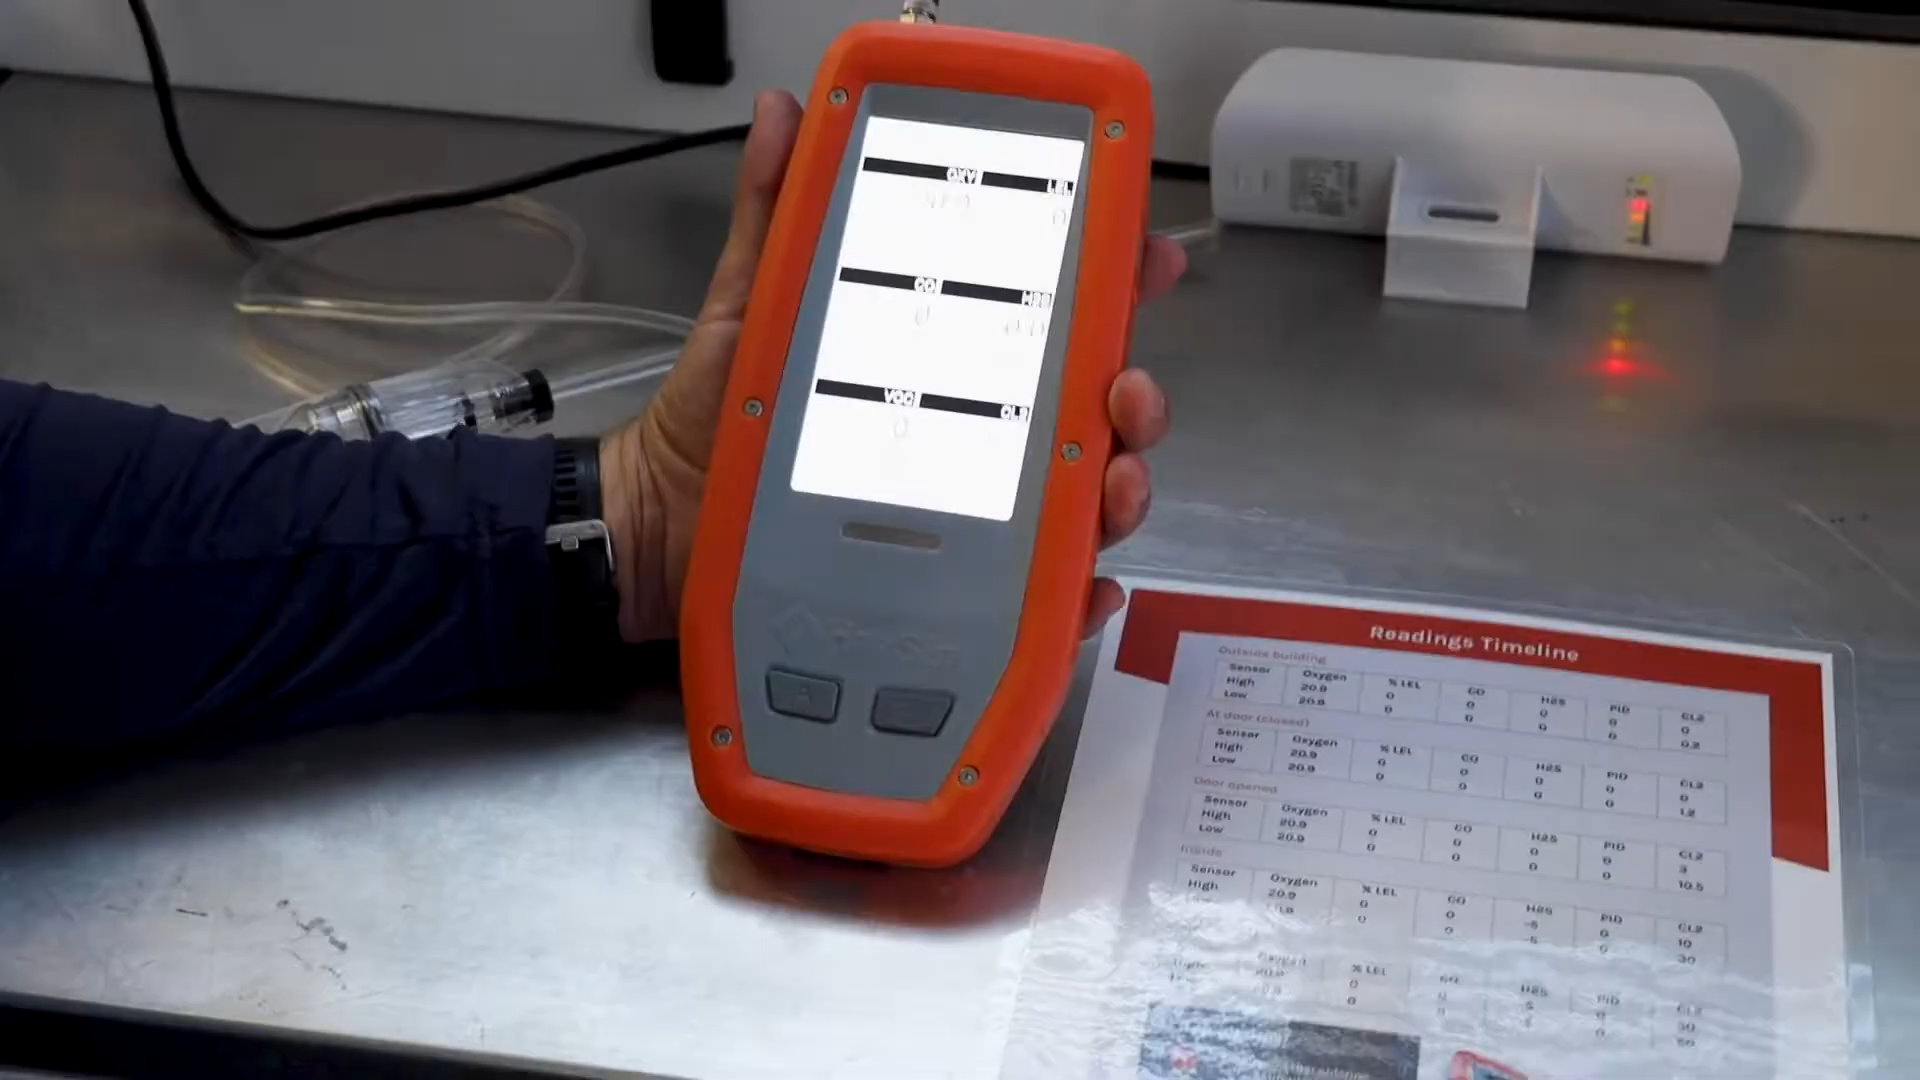 OXY LEL
0
CO H2S
0
VOC CL2
0
A
Readings Timeline
Outside building
Sensor Oxygen % LEL CO H2S PID CL2
High 20.9 0 0 0 0 0
Low 20.9 0 0 0 0 0.2
At door (closed)
Sensor Oxygen % LEL CO H2S PID CL2
High 20.9 0 0 0 0 0
Low 20.9 0 0 0 0 1.2
Door opened
Sensor Oxygen % LEL CO H2S PID CL2
High 20.9 0 0 0 0 3
Low 20.9 0 0 0 0 10.5
Inside
Sensor Oxygen % LEL CO H2S PID CL2
High 20.9 0 0 -5 0 10
0 0 -5 0 30
Oxygen % LEL CO H2S PID CL2
0 0 0
0 0 0 50